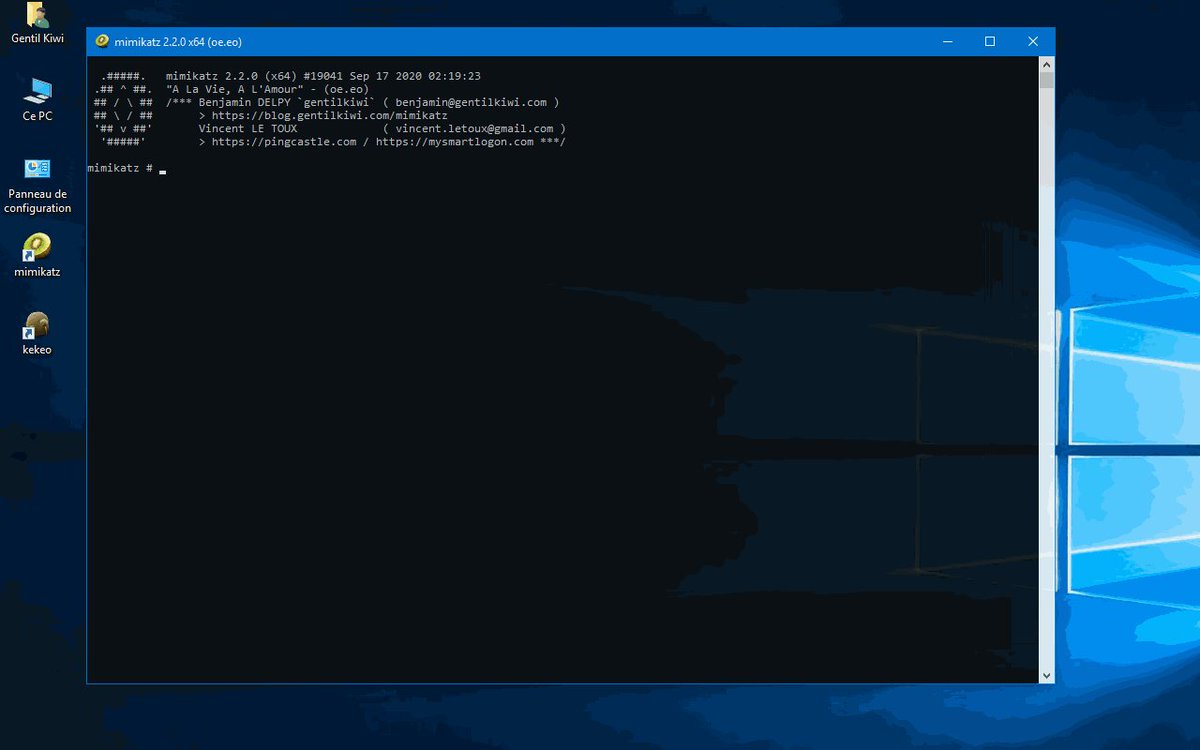 Gentil Kiwi
Ce PC
Panneau de
configuration
mimikatz
kekeo
mimikatz 2.2.0 x64 (oe.eo)
.#####.   mimikatz 2.2.0 (x64) #19041 Sep 17 2020 02:19:23
.## ^ ##.  "A La Vie, A L'Amour" - (oe.eo)
## / \ ##  /*** Benjamin DELPY `gentilkiwi` ( benjamin@gentilkiwi.com )
## \ / ##       > https://blog.gentilkiwi.com/mimikatz
'## v ##'       Vincent LE TOUX             ( vincent.letoux@gmail.com )
'#####'        > https://pingcastle.com / https://mysmartlogon.com ***/
mimikatz # _